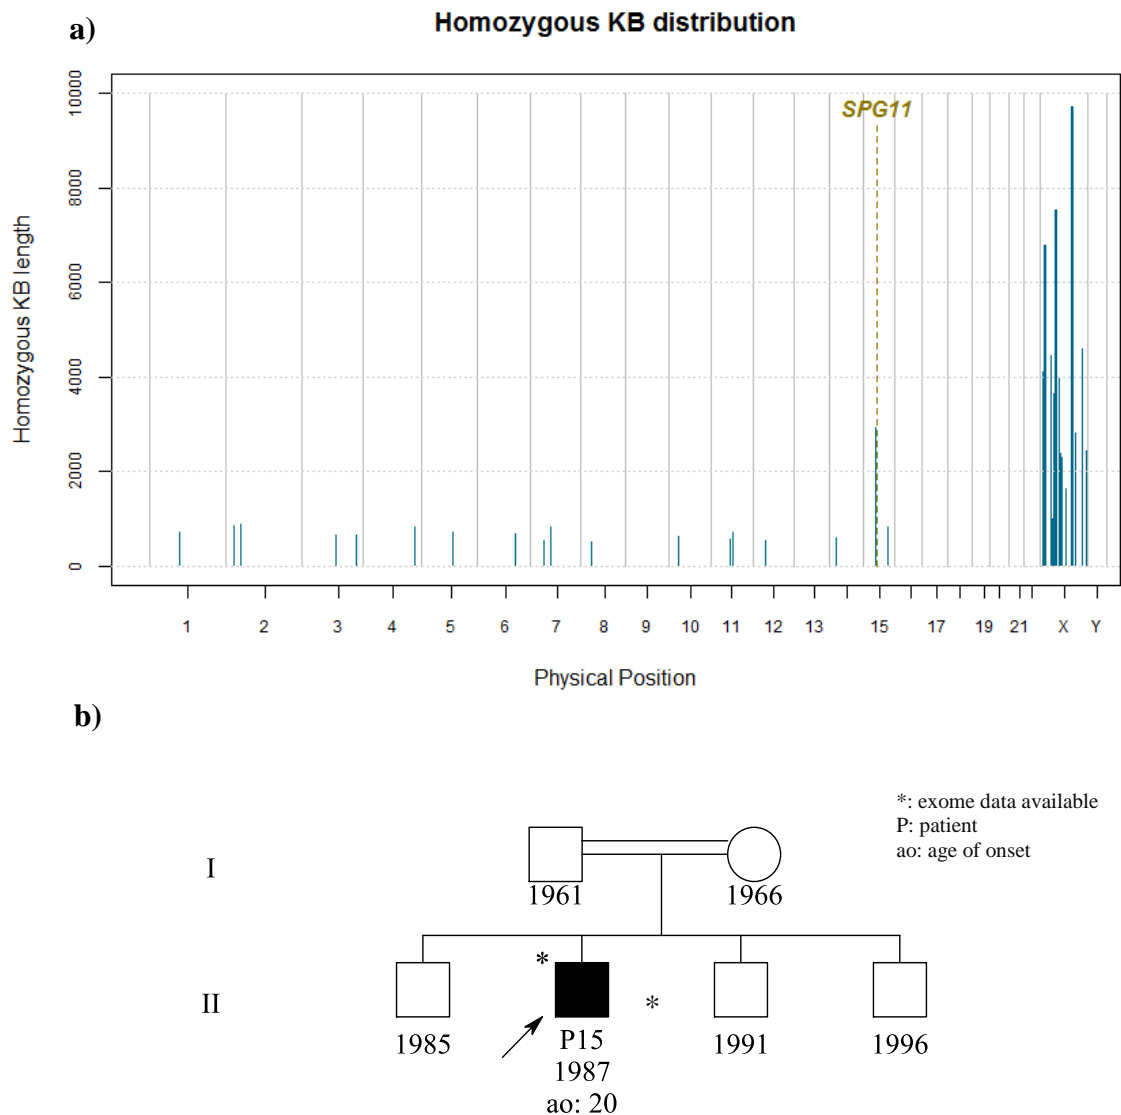 a)
Homozygous KB distribution
Homozygous KB length
10000
8000
6000
4000
2000
0
SPG11
1 2 3 4 5 6 7 8 9 10 11 12 13 15 17 19 21 X Y
Physical Position
b)
*: exome data available
P: patient
ao: age of onset
I
1961 1966
II
* *
1985 P15 1991 1996
1987
ao: 20